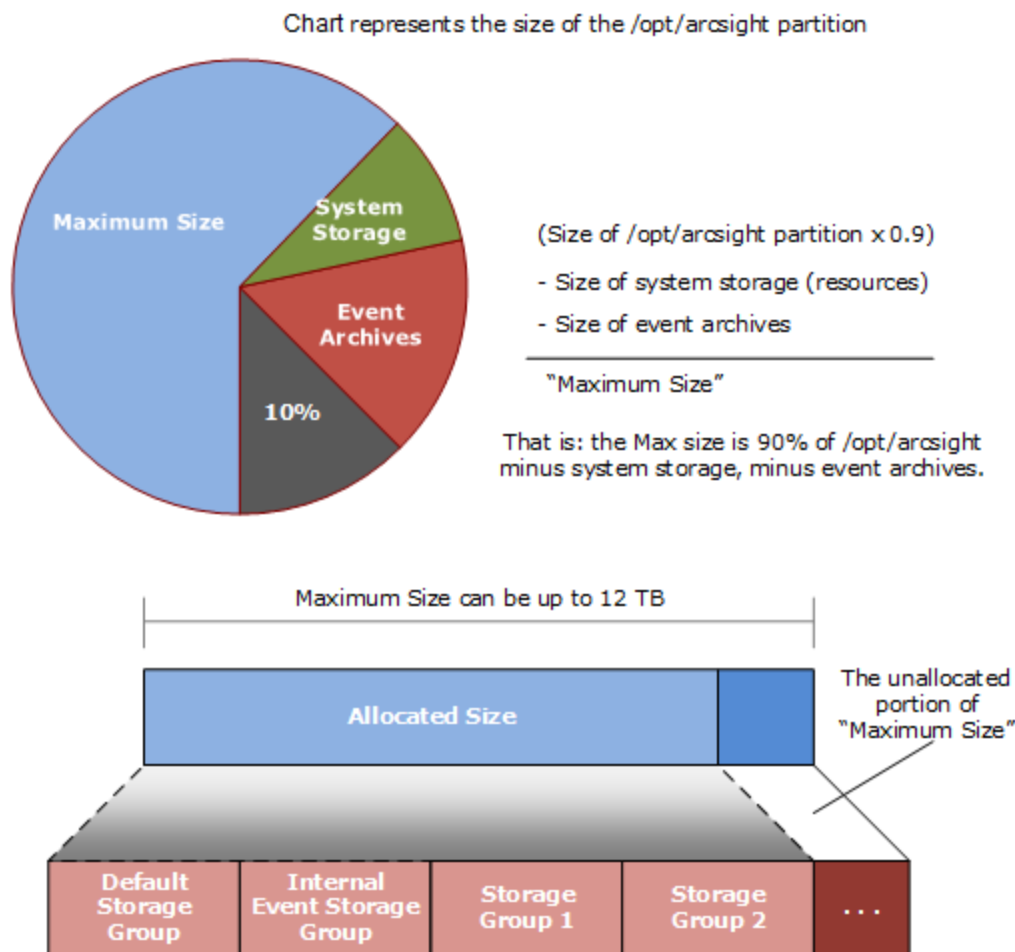 Chart represents the size of the /opt/arcsight partition
Maximum Size
System
Storage
Event
Archives
10%
(Size of /opt/arcsight partition x 0.9)
- Size of system storage (resources)
- Size of event archives
“Maximum Size”
That is: the Max size is 90% of /opt/arcsight
minus system storage, minus event archives.
Maximum Size can be up to 12 TB
Allocated Size
The unallocated
portion of
“Maximum Size”
Default
Storage
Group
Internal
Event Storage
Group
Storage
Group 1
Storage
Group 2
...